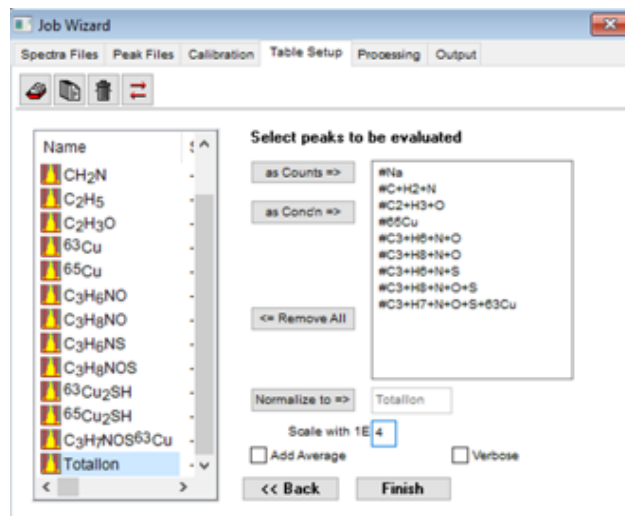 Job Wizard
Spectra Files Peak Files Calibration Table Setup Processing Output
Name
CH2N
C2H5
C2H3O
63Cu
65Cu
C3H6NO
C3H8NO
C3H6NS
C3H8NOS
63Cu2SH
65Cu2SH
C3H7NOS63Cu
TotalIon
Select peaks to be evaluated
as Counts =>
as Conc'n =>
<= Remove All
#Na
#C+H2+N
#C2+H3+O
#65Cu
#C3+H6+N+O
#C3+H8+N+O
#C3+H6+N+S
#C3+H8+N+O+S
#C3+H7+N+O+S+63Cu
Normalize to => TotalIon
Scale with 1E 4
Add Average Verbose
<< Back Finish